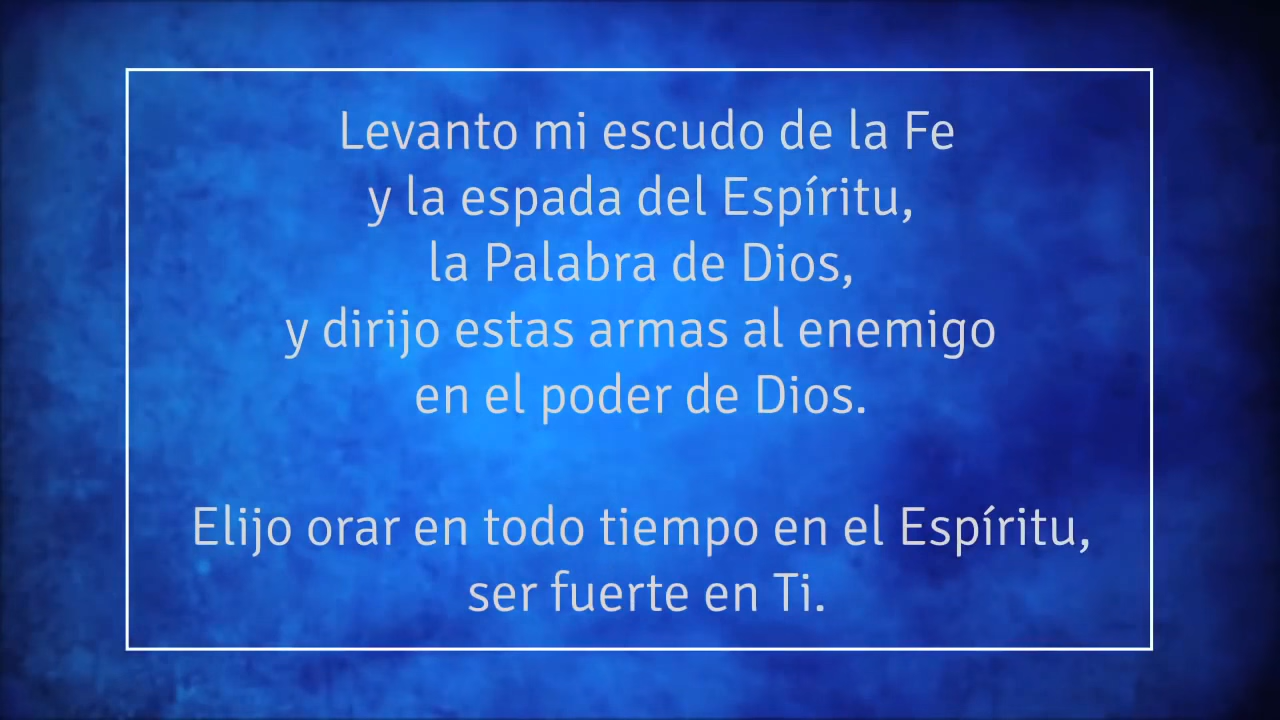 Levanto mi escudo de la Fe
y la espada del Espíritu,
la Palabra de Dios,
y dirijo estas armas al enemigo
en el poder de Dios.
Elijo orar en todo tiempo en el Espíritu,
ser fuerte en Ti.